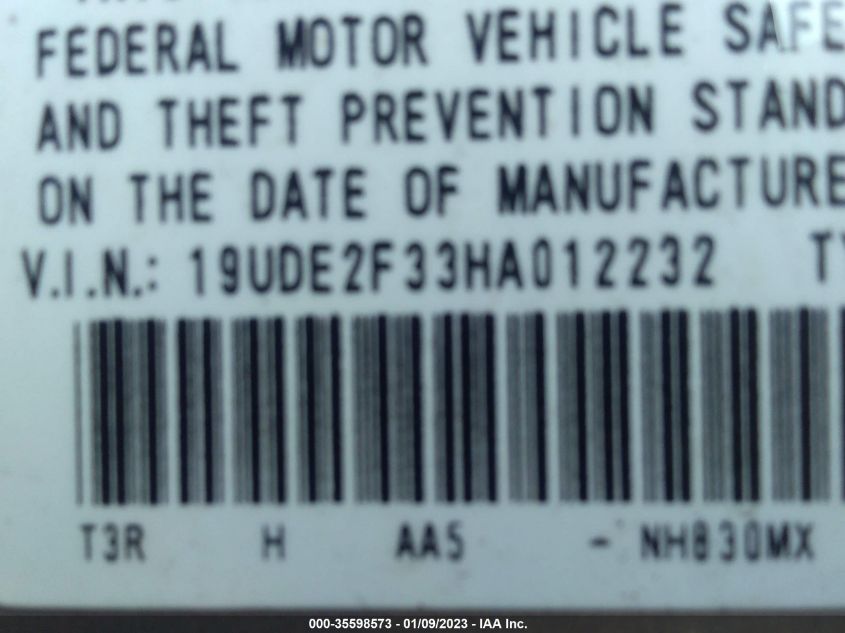 FEDERAL MOTOR VEHICLE SAFE
AND THEFT PREVENTION STAND
ON THE DATE OF MANUFACTURE
V.I.N.: 19UDE2F33HA012232 TY
T3R H AA5 - NH830MX
000-35598573 - 01/09/2023 - IAA Inc.